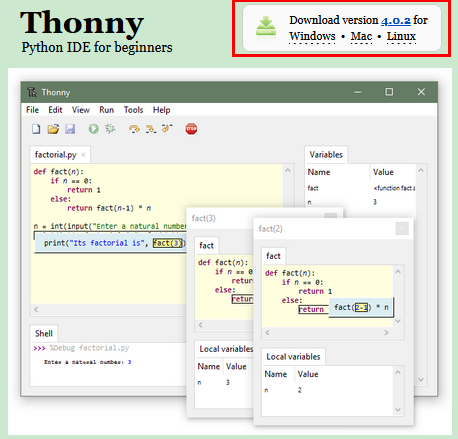 Thonny
Python IDE for beginners
Download version 4.0.2 for
Windows • Mac • Linux
Thonny
File Edit View Run Tools Help
STOP
factorial.py ×
def fact(n):
    if n == 0:
        return 1
    else:
        return fact(n-1) * n
n = int(input("Enter a natural number
print("Its factorial is", fact(3))
Shell
>>> %Debug factorial.py
Enter a natural number: 3
Variables
Name Value
fact <function fact a
n 3
fact(3)
fact
def fact(n):
    if n == 0:
        return 1
    else:
        retur
Local variables
Name Value
n 3
fact(2)
fact
def fact(n):
    if n == 0:
        return 1
    else:
        return fact(2-1) * n
Local variables
Name Value
n 2